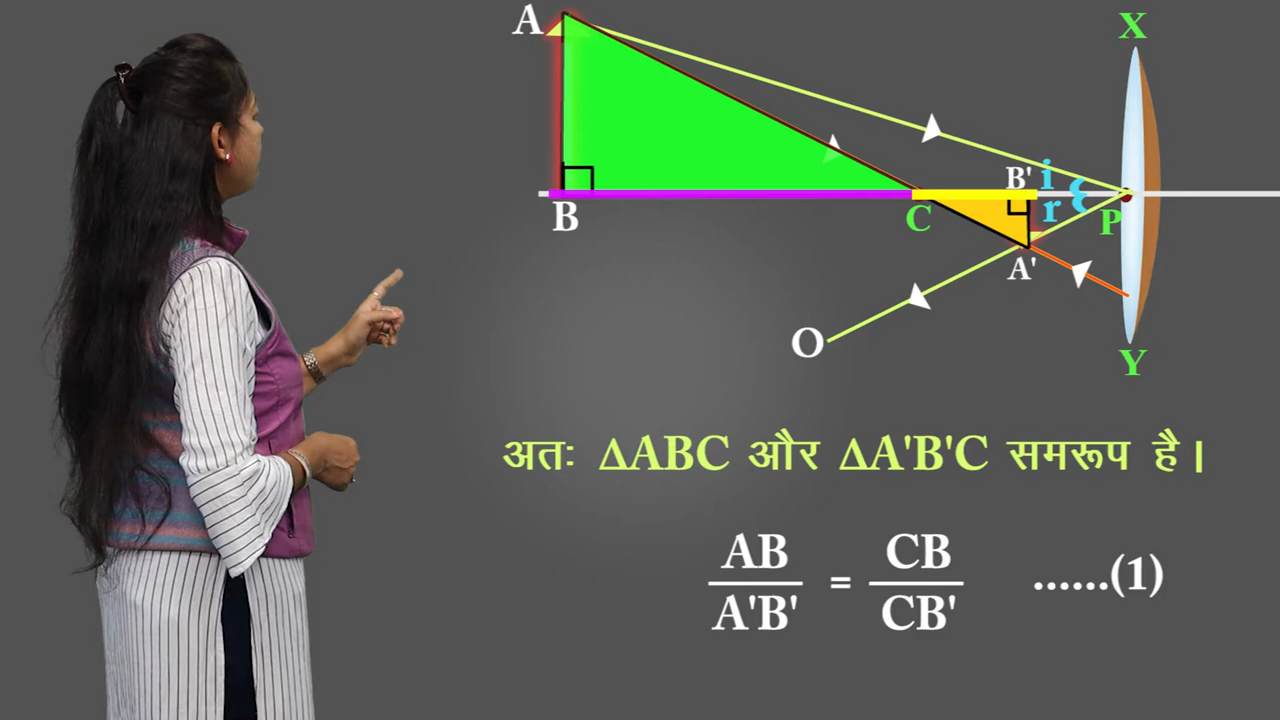 A
X
B'
i
B
C
r
P
A'
O
Y
अतः ΔABC और ΔA'B'C समरूप है।
AB/A'B' = CB/CB' ......(1)